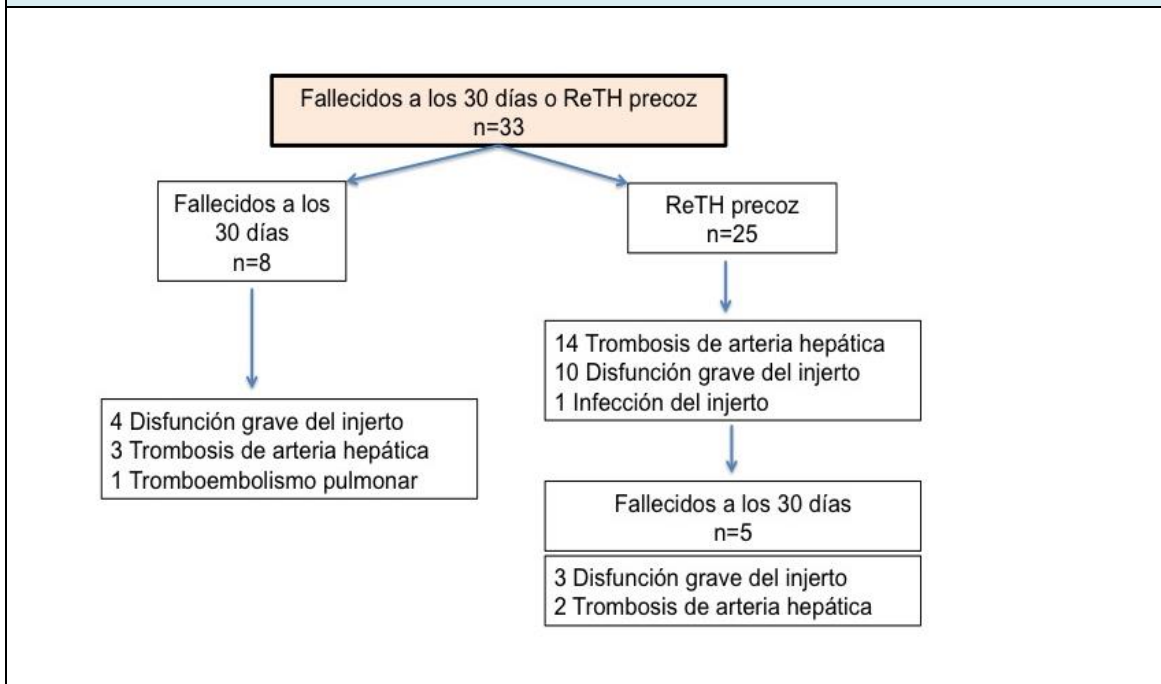 Fallecidos a los 30 días o ReTH precoz
n=33
Fallecidos a los
30 días
n=8
ReTH precoz
n=25
14 Trombosis de arteria hepática
10 Disfunción grave del injerto
1 Infección del injerto
4 Disfunción grave del injerto
3 Trombosis de arteria hepática
1 Tromboembolismo pulmonar
Fallecidos a los 30 días
n=5
3 Disfunción grave del injerto
2 Trombosis de arteria hepática